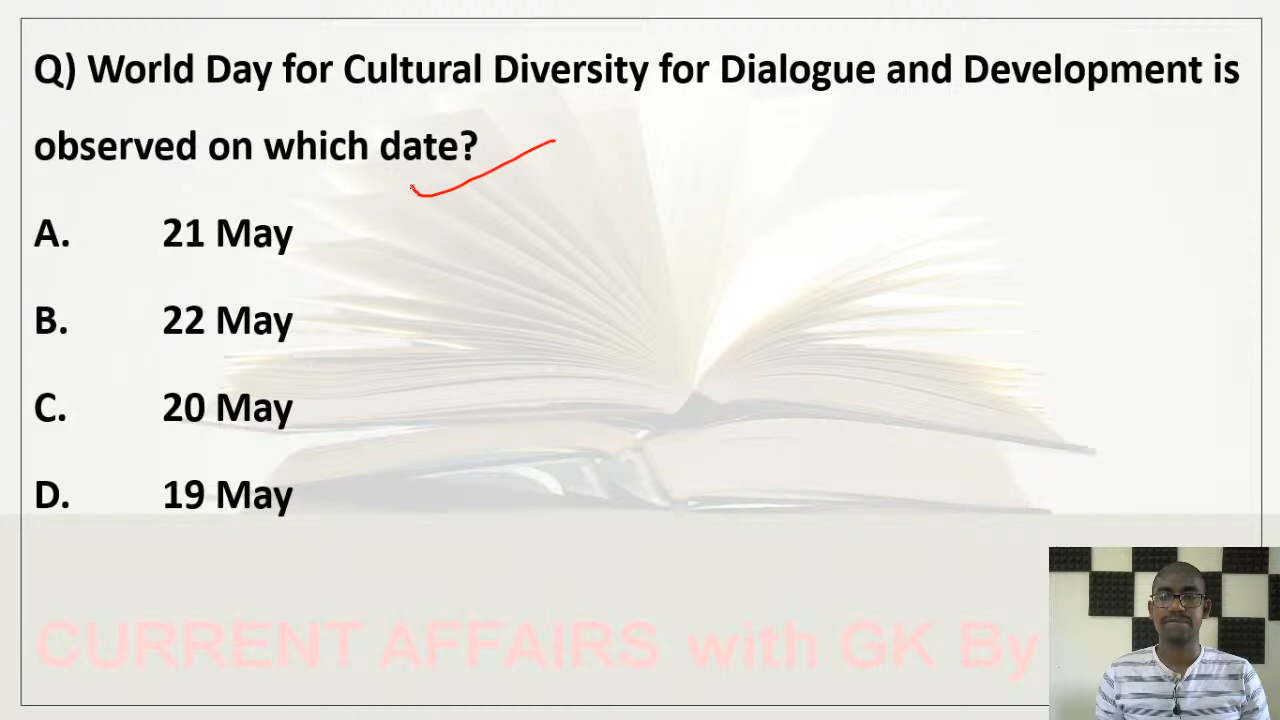 Q) World Day for Cultural Diversity for Dialogue and Development is
observed on which date?
A. 21 May
B. 22 May
C. 20 May
D. 19 May
CURRENT AFFAIRS with GK By